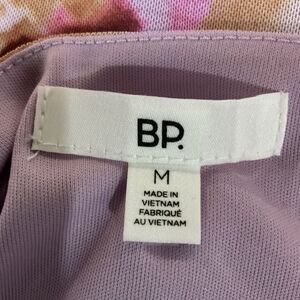 BP.
M
MADE IN
VIETNAM
FABRIQUÉ
AU VIETNAM